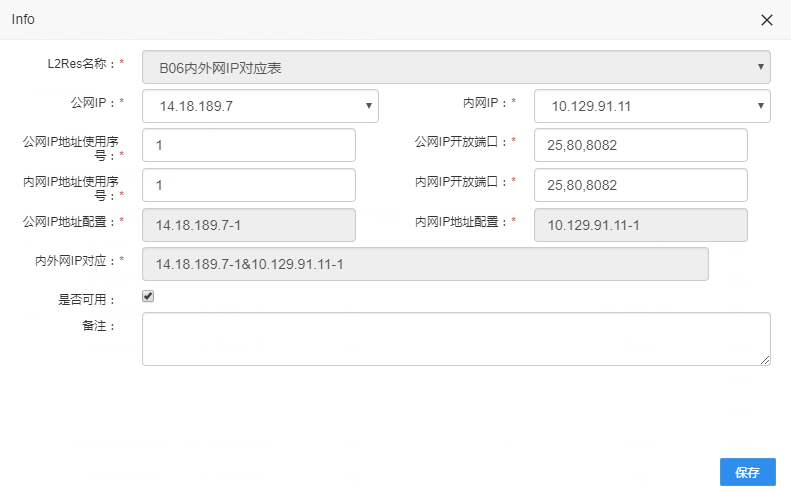 Info
L2Res名称：* B06内外网IP对应表
公网IP：* 14.18.189.7 内网IP：* 10.129.91.11
公网IP地址使用序
号：* 1 公网IP开放端口：* 25,80,8082
内网IP地址使用序
号：* 1 内网IP开放端口：* 25,80,8082
公网IP地址配置：* 14.18.189.7-1 内网IP地址配置：* 10.129.91.11-1
内外网IP对应：* 14.18.189.7-1&10.129.91.11-1
是否可用：
备注：
保存